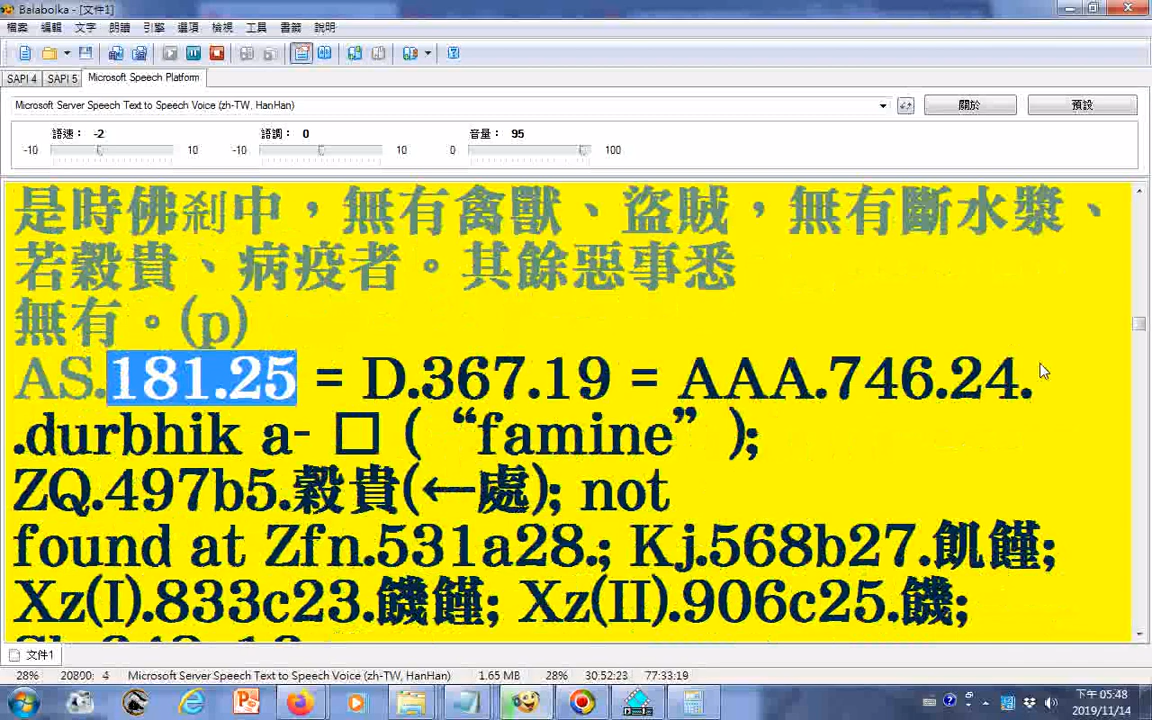 Balabolka - [文件1]
檔案 編輯 文字 朗讀 引擎 選項 檢視 工具 書籤 說明
SAPI 4 SAPI 5 Microsoft Speech Platform
Microsoft Server Speech Text to Speech Voice (zh-TW, HanHan) 關於 預設
語速： -2 語調： 0 音量： 95
-10 10 -10 10 0 100
是時佛剎中，無有禽獸、盜賊，無有斷水漿、
若穀貴、病疫者。其餘惡事悉
無有。(p)
AS.181.25 = D.367.19 = AAA.746.24.
.durbhik a- □ (“famine”);
ZQ.497b5.穀貴(←處); not
found at Zfn.531a28.; Kj.568b27.飢饉;
Xz(I).833c23.饑饉; Xz(II).906c25.饑;
文件1
28% 20800: 4 Microsoft Server Speech Text to Speech Voice (zh-TW, HanHan) 1.65 MB 28% 30:52:23 77:33:19
下午 05:48
2019/11/14